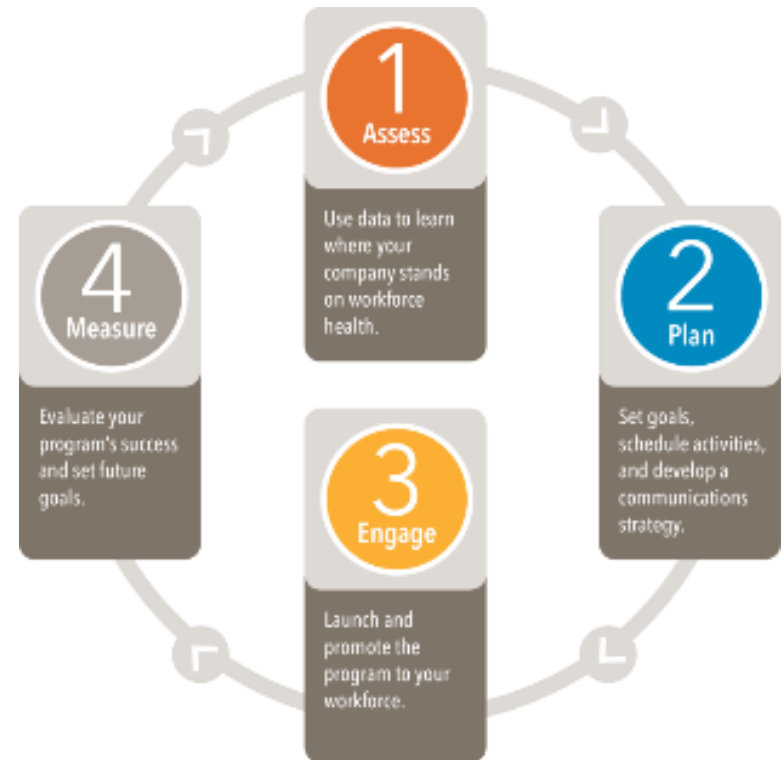 1
Assess
Use data to learn
where your
company stands
on workforce
health.
2
Plan
Set goals,
schedule activities,
and develop a
communications
strategy.
3
Engage
Launch and
promote the
program to your
workforce.
4
Measure
Evaluate your
program's success
and set future
goals.